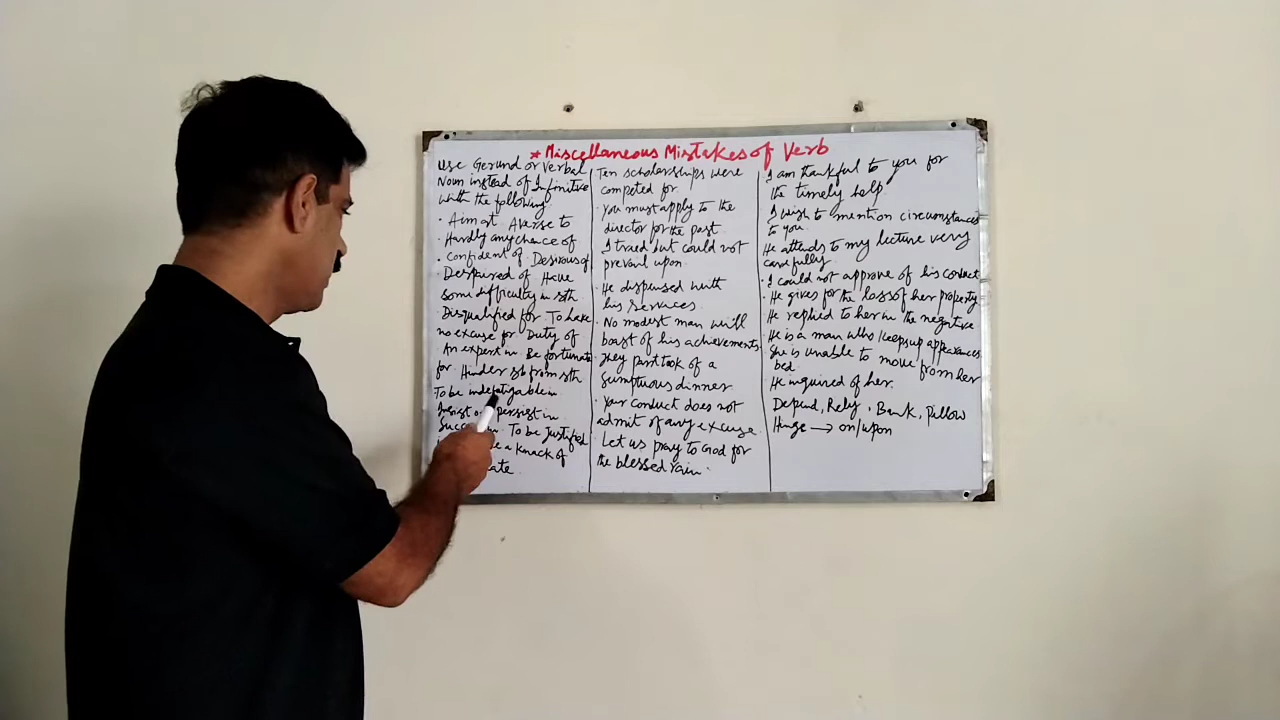 * Miscellaneous Mistakes of Verb
Use Gerund or Verbal
Noun instead of Infinitive
with the following
· Aim at Averse to
· Hardly any chance of
· Confident of Desirous of
· Despaired of Have
some difficulty in sth.
· Disqualified for To have
no excuse for Duty of
An expert in. Be fortunate
for. Hinder sb from sth
To be indefatigable in
Insist on persist in
Succeed in To be Justified
a Knack of
Ten scholarships were
competed for.
· You must apply to the
director for the post
I tried but could not
prevail upon.
· He dispensed with
his services.
· No modest man will
boast of his achievements.
· They partook of a
sumptuous dinner.
· Your conduct does not
admit of any excuse.
Let us pray to God for
the blessed rain.
I am thankful to you for
the timely help
I wish to mention circumstances
to you.
He attends to my lecture very
carefully.
I could not approve of his conduct
· He gives for the loss of her property
He replied to her in the negative
He is a man who keeps up appearances
She is unable to move from her
bed.
· He inquired of her.
Depend, Rely, Bank, Pillow
Hinge → on/upon